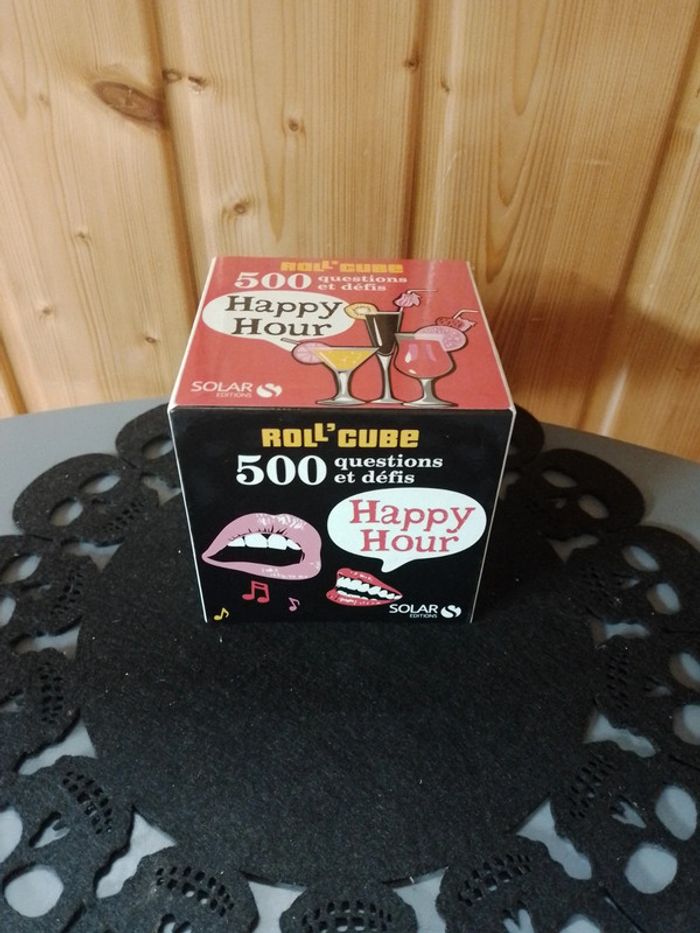 ROLL'CUBE
500 questions
et défis
Happy
Hour
SOLAR
EDITIONS
ROLL'CUBE
500 questions
et défis
Happy
Hour
SOLAR
EDITIONS